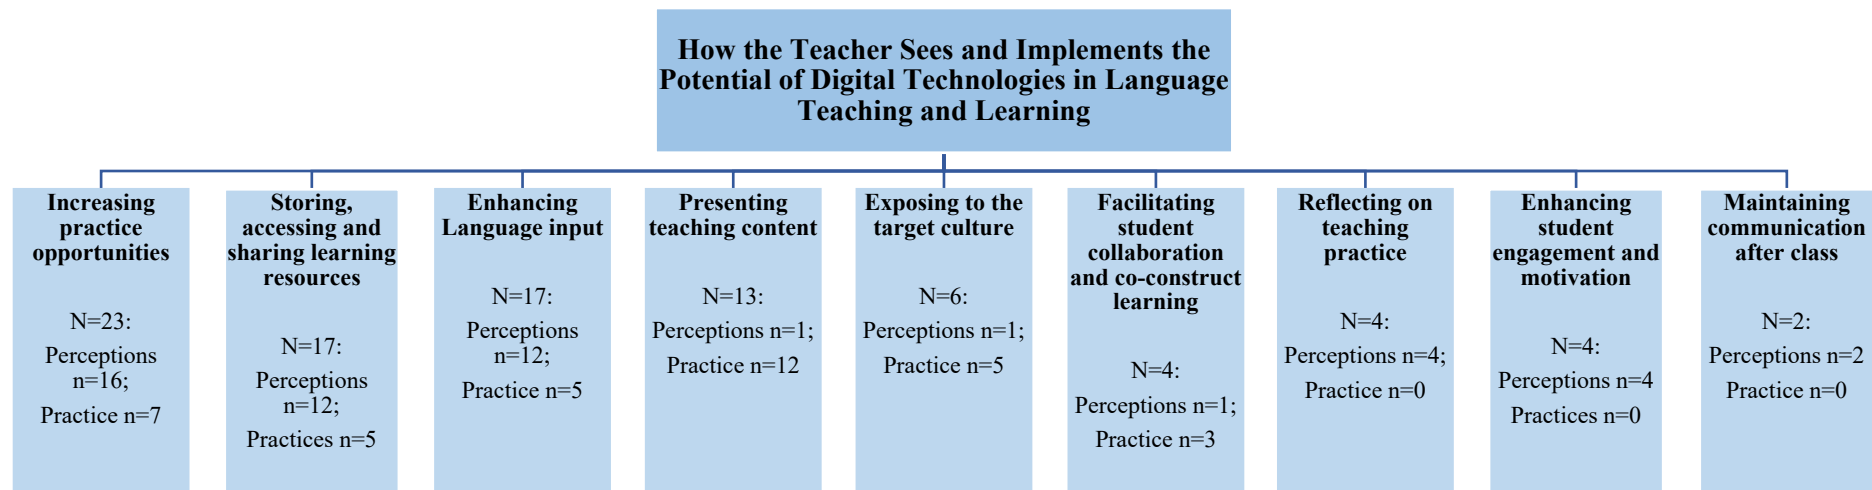 How the Teacher Sees and Implements the
Potential of Digital Technologies in Language
Teaching and Learning
Increasing
practice
opportunities
N=23:
Perceptions
n=16;
Practice n=7
Storing,
accessing and
sharing learning
resources
N=17:
Perceptions
n=12;
Practices n=5
Enhancing
Language input
N=17:
Perceptions
n=12;
Practice n=5
Presenting
teaching content
N=13:
Perceptions n=1;
Practice n=12
Exposing to the
target culture
N=6:
Perceptions n=1;
Practice n=5
Facilitating
student
collaboration
and co-construct
learning
N=4:
Perceptions n=1;
Practice n=3
Reflecting on
teaching
practice
N=4:
Perceptions n=4;
Practice n=0
Enhancing
student
engagement and
motivation
N=4:
Perceptions n=4
Practices n=0
Maintaining
communication
after class
N=2:
Perceptions n=2
Practice n=0